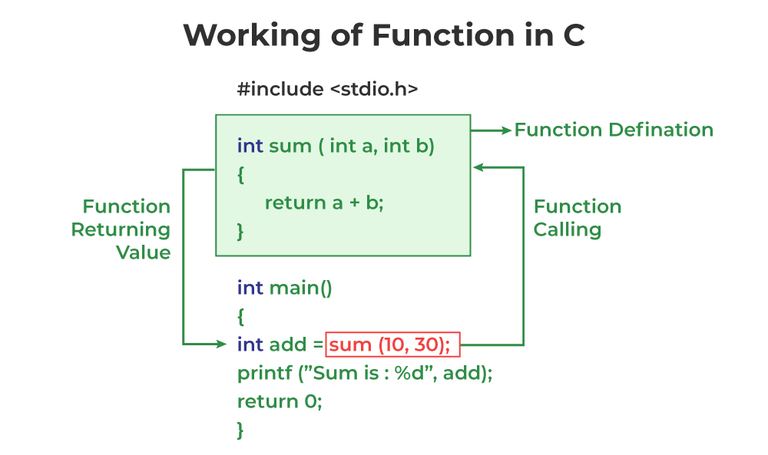 Working of Function in C
#include <stdio.h>
int sum ( int a, int b)
{
return a + b;
}
Function Defination
Function
Calling
Function
Returning
Value
int main()
{
int add = sum (10, 30);
printf (”Sum is : %d”, add);
return 0;
}